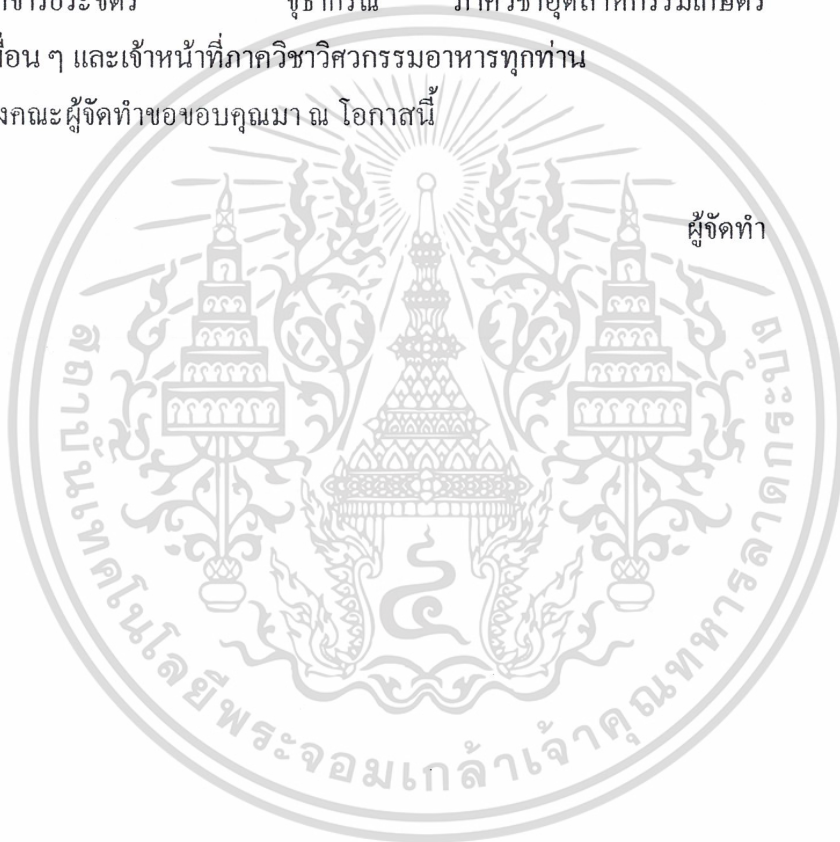 เพื่อน ๆ และเจ้าหน้าที่ภาควิชาวิศวกรรมอาหารทุกท่าน
คณะผู้จัดทำขอขอบคุณมา ณ โอกาสนี้
ผู้จัดทำ
สถาบันเทคโนโลยีพระจอมเกล้าเจ้าคุณทหารลาดกระบัง